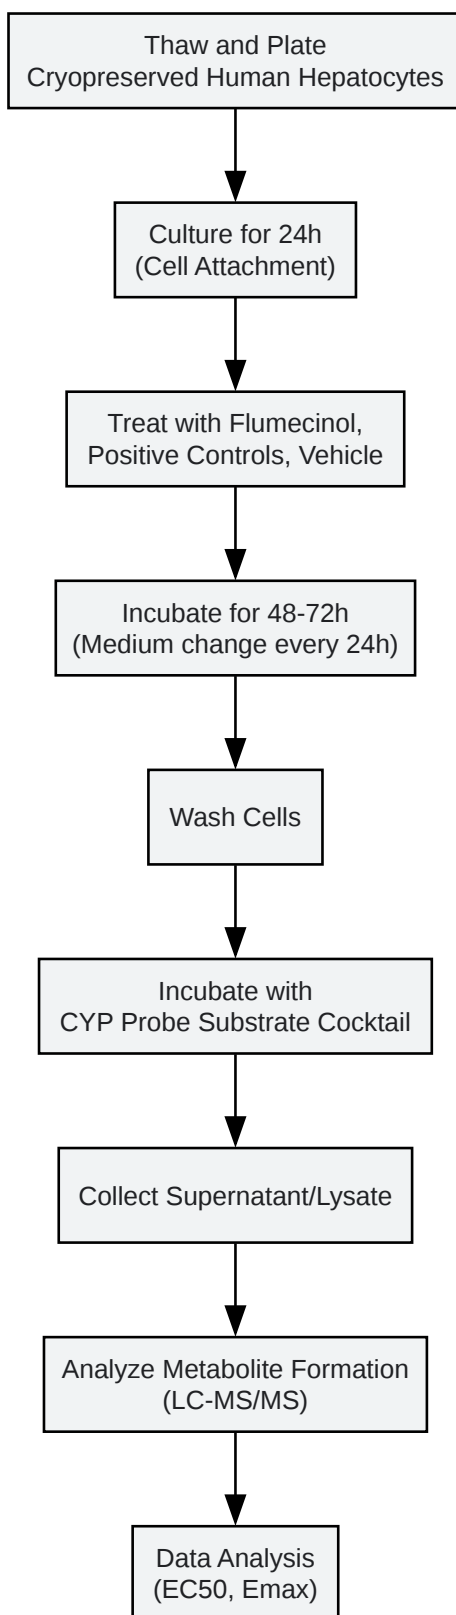 Thaw and Plate
Cryopreserved Human Hepatocytes
Culture for 24h
(Cell Attachment)
Treat with Flumecinol,
Positive Controls, Vehicle
Incubate for 48-72h
(Medium change every 24h)
Wash Cells
Incubate with
CYP Probe Substrate Cocktail
Collect Supernatant/Lysate
Analyze Metabolite Formation
(LC-MS/MS)
Data Analysis
(EC50, Emax)